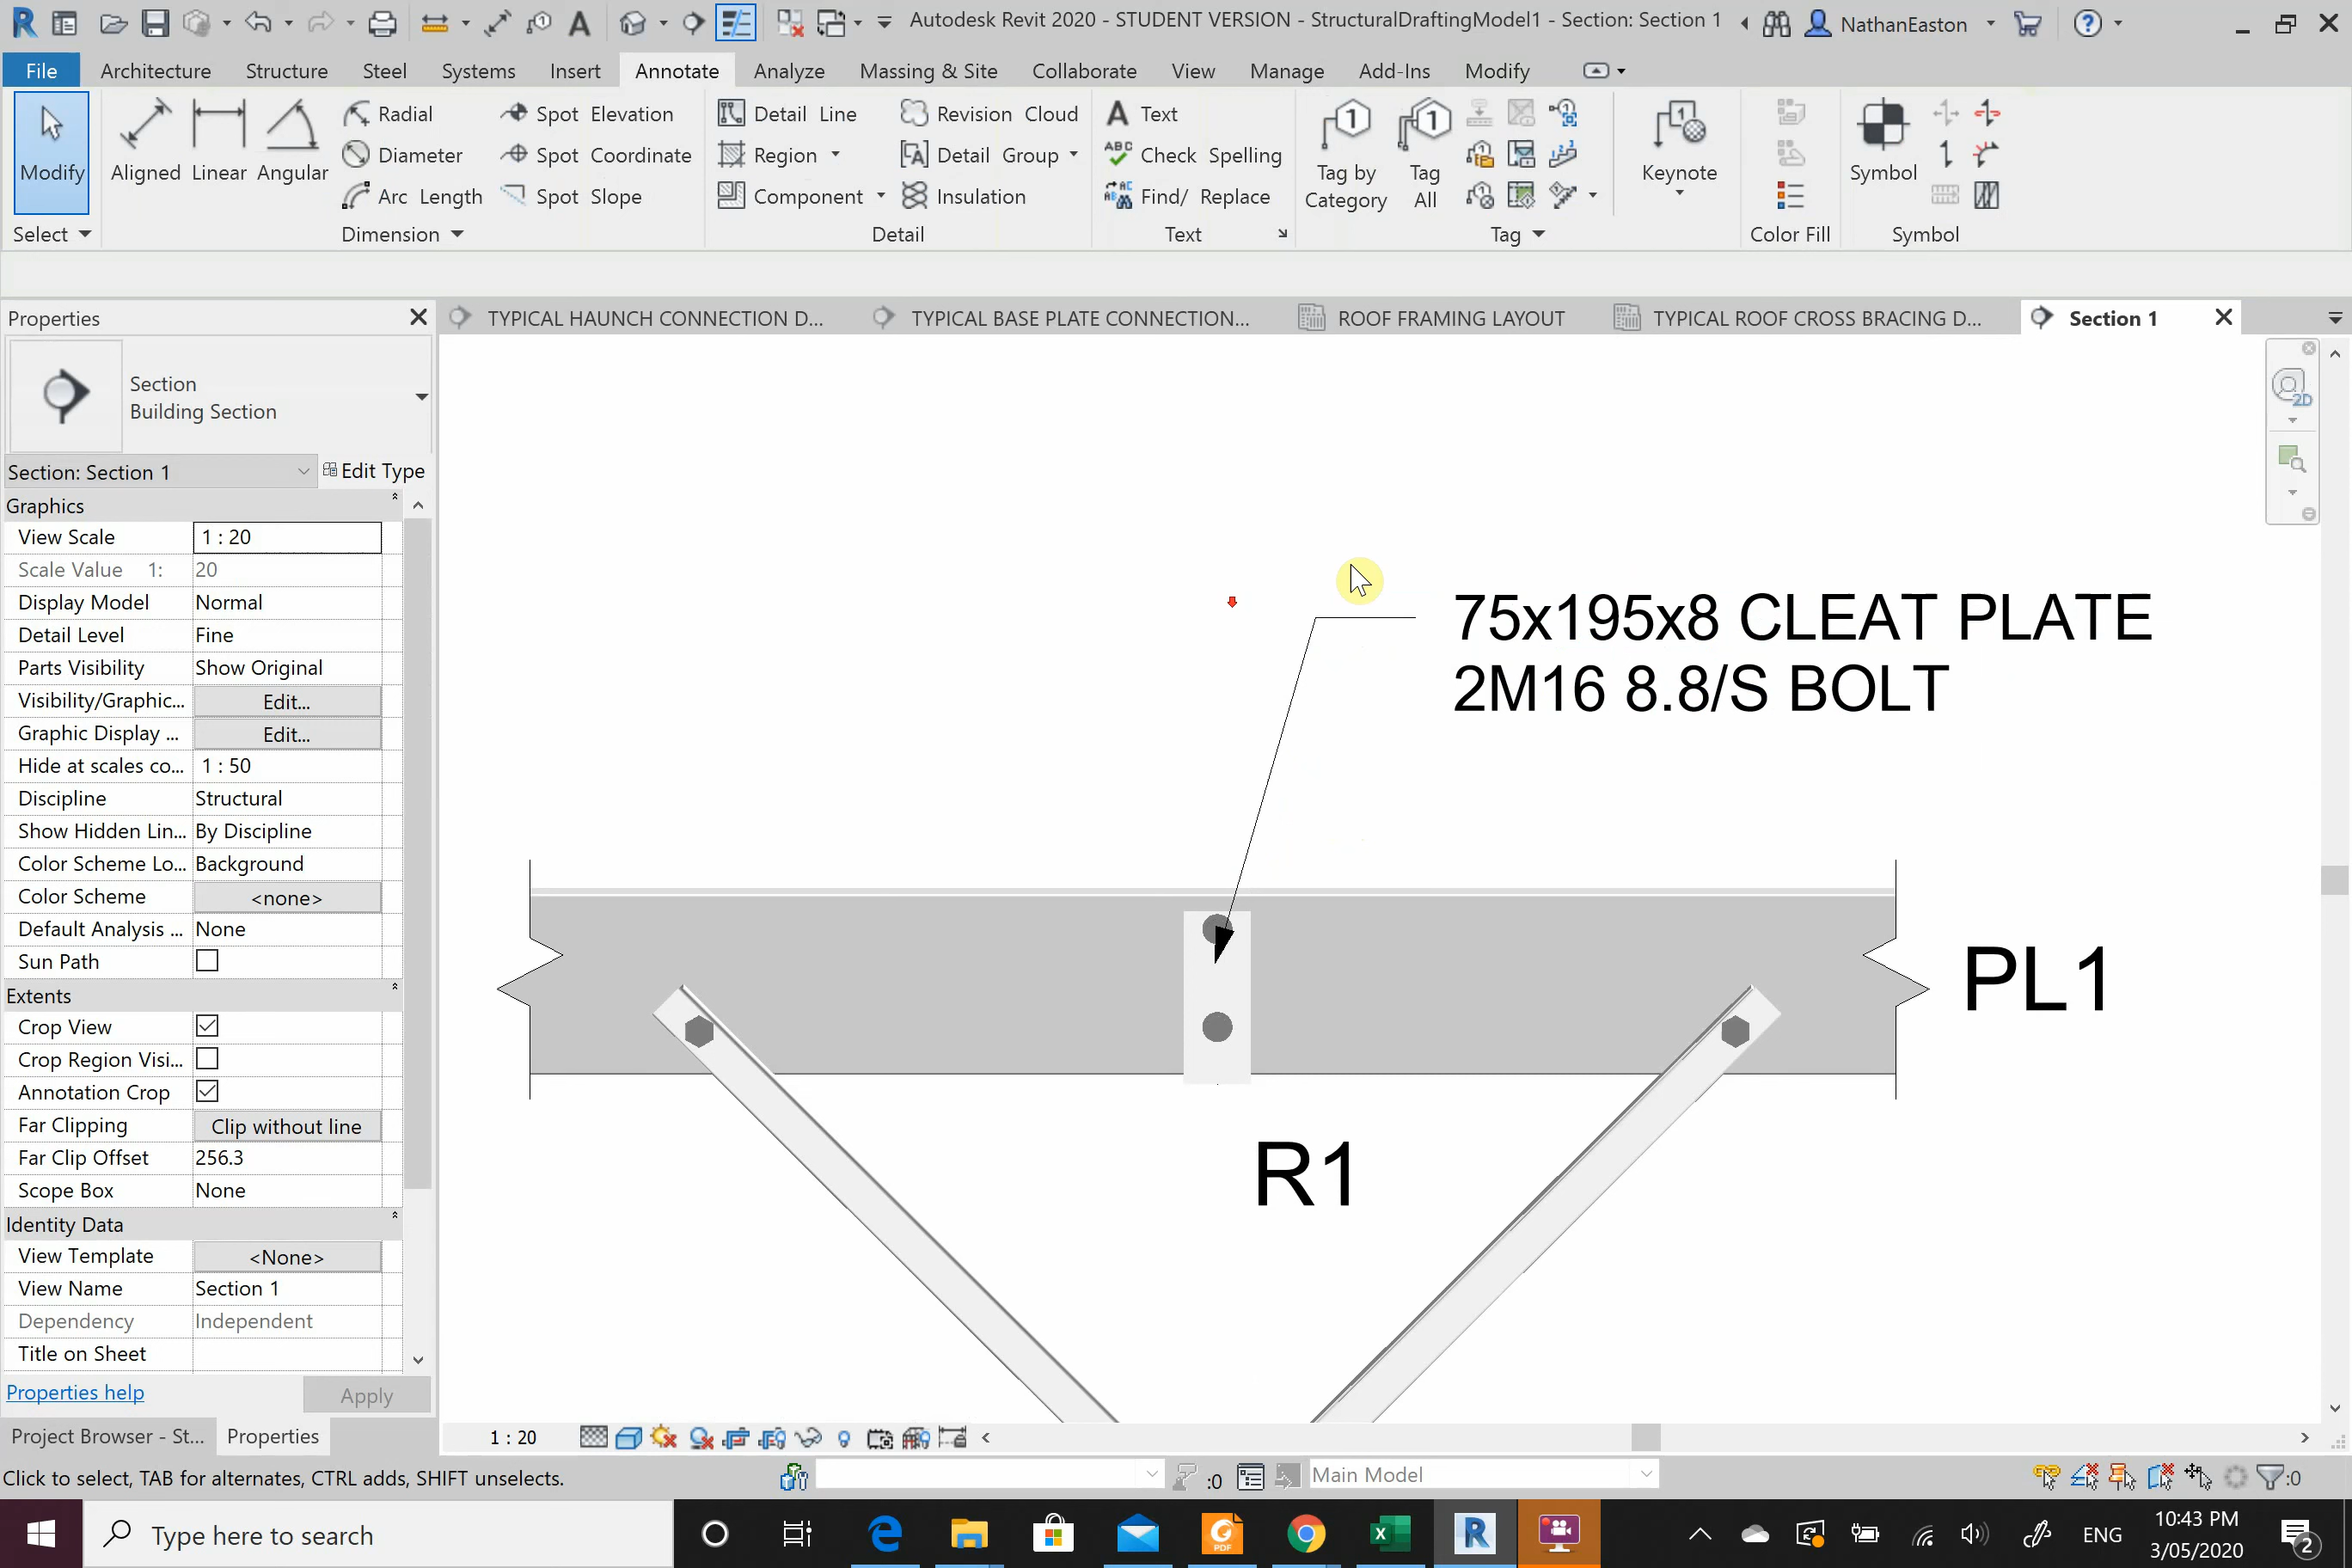 Autodesk Revit 2020 - STUDENT VERSION - StructuralDraftingModel1 - Section: Section 1
NathanEaston
File Architecture Structure Steel Systems Insert Annotate Analyze Massing & Site Collaborate View Manage Add-Ins Modify
Modify
Select
Aligned Linear Angular
Radial
Diameter
Arc Length
Spot Elevation
Spot Coordinate
Spot Slope
Dimension
Detail Line
Region
Component
Revision Cloud
Detail Group
Insulation
Detail
Text
Check Spelling
Find/ Replace
Text
Tag by Category
Tag All
Tag
Keynote
Color Fill
Symbol
Symbol
Properties
TYPICAL HAUNCH CONNECTION D...
TYPICAL BASE PLATE CONNECTION...
ROOF FRAMING LAYOUT
TYPICAL ROOF CROSS BRACING D...
Section 1
Section
Building Section
Section: Section 1
Edit Type
Graphics
View Scale 1 : 20
Scale Value 1: 20
Display Model Normal
Detail Level Fine
Parts Visibility Show Original
Visibility/Graphic... Edit...
Graphic Display ... Edit...
Hide at scales co... 1 : 50
Discipline Structural
Show Hidden Lin... By Discipline
Color Scheme Lo... Background
Color Scheme <none>
Default Analysis ... None
Sun Path
Extents
Crop View
Crop Region Visi...
Annotation Crop
Far Clipping Clip without line
Far Clip Offset 256.3
Scope Box None
Identity Data
View Template <None>
View Name Section 1
Dependency Independent
Title on Sheet
Properties help
Apply
Project Browser - St...
Properties
75x195x8 CLEAT PLATE
2M16 8.8/S BOLT
PL1
R1
2D
1 : 20
Click to select, TAB for alternates, CTRL adds, SHIFT unselects.
:0
Main Model
:0
Type here to search
ENG
10:43 PM
3/05/2020
2